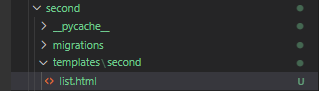 second
__pycache__
migrations
templates\second
<> list.html U